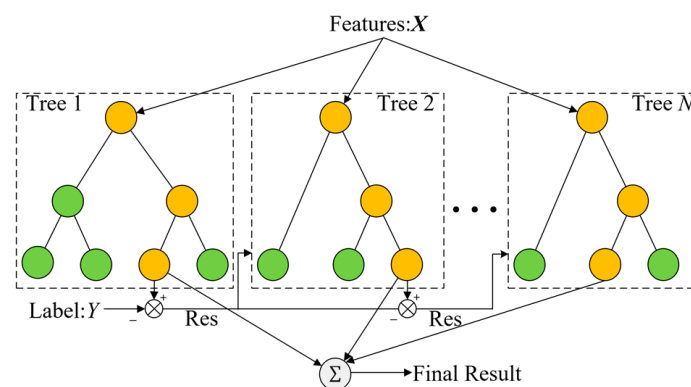 Features:X
Tree 1
Tree 2
Tree N
• • •
+
+
Label:Y
−
Res
−
Res
Σ
Final Result